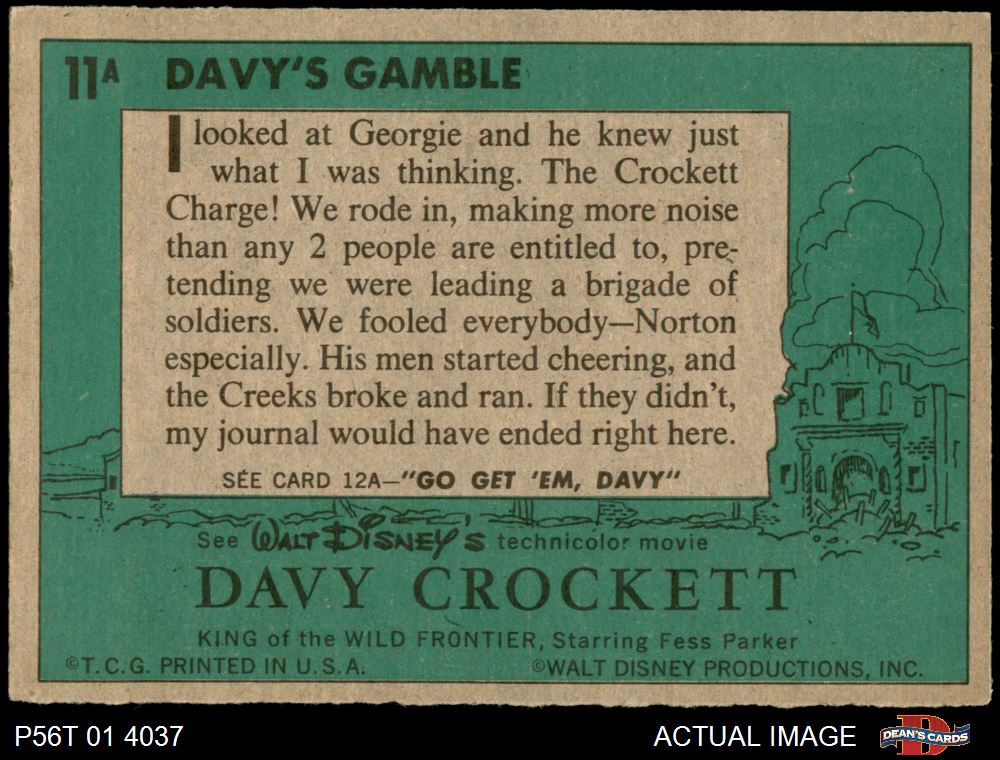 11A DAVY'S GAMBLE
I looked at Georgie and he knew just
what I was thinking. The Crockett
Charge! We rode in, making more noise
than any 2 people are entitled to, pre-
tending we were leading a brigade of
soldiers. We fooled everybody—Norton
especially. His men started cheering, and
the Creeks broke and ran. If they didn't,
my journal would have ended right here.
SEE CARD 12A—"GO GET 'EM, DAVY"
See WALT DISNEY'S technicolor movie
DAVY CROCKETT
KING of the WILD FRONTIER, Starring Fess Parker
©T.C.G. PRINTED IN U.S.A. ©WALT DISNEY PRODUCTIONS, INC.
P56T 01 4037 ACTUAL IMAGE D DEAN'S CARDS